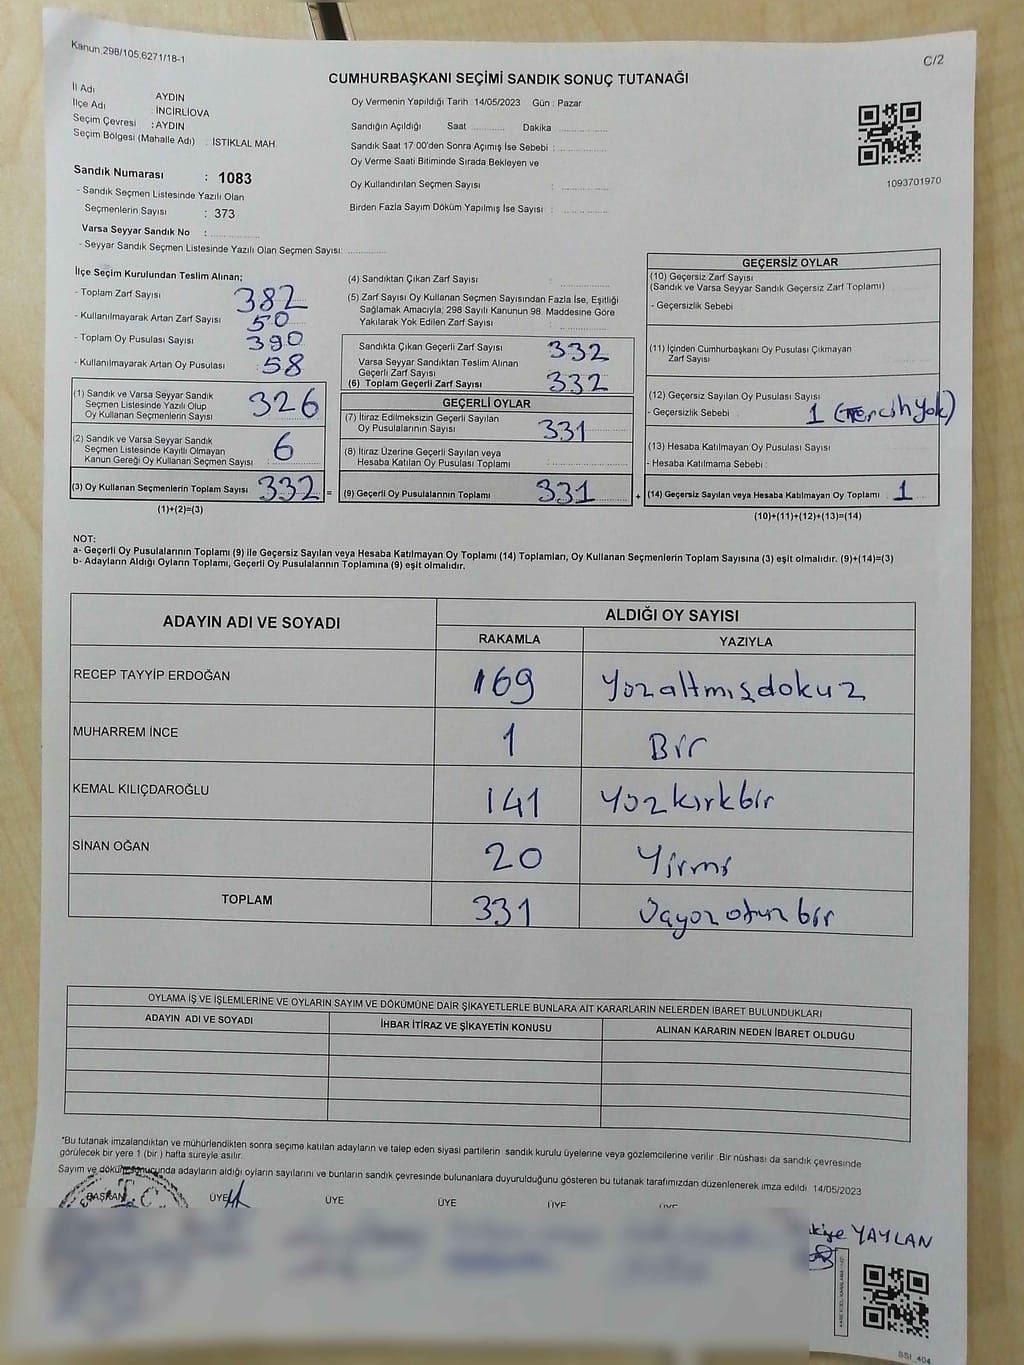 Kanun,298/105,6271/18-1
C/2
CUMHURBAŞKANI SEÇİMİ SANDIK SONUÇ TUTANAĞI
İl Adı : AYDIN
İlçe Adı : İNCİRLİOVA
Seçim Çevresi : AYDIN
Seçim Bölgesi (Mahalle Adı) : İSTİKLAL MAH.
Sandık Numarası : 1083
- Sandık Seçmen Listesinde Yazılı Olan
Seçmenlerin Sayısı : 373
Varsa Seyyar Sandık No :
- Seyyar Sandık Seçmen Listesinde Yazılı Olan Seçmen Sayısı:
Oy Vermenin Yapıldığı Tarih :14/05/2023 Gün : Pazar
Sandığın Açıldığı Saat Dakika
Sandık Saat 17.00'den Sonra Açımış İse Sebebi :
Oy Verme Saati Bitiminde Sırada Bekleyen ve
Oy Kullandırılan Seçmen Sayısı :
Birden Fazla Sayım Döküm Yapılmış İse Sayısı :
1093701970
İlçe Seçim Kurulundan Teslim Alınan;
- Toplam Zarf Sayısı : 382
- Kullanılmayarak Artan Zarf Sayısı : 50
- Toplam Oy Pusulası Sayısı : 390
- Kullanılmayarak Artan Oy Pusulası : 58
(1) Sandık ve Varsa Seyyar Sandık
Seçmen Listesinde Yazılı Olup
Oy Kullanan Seçmenlerin Sayısı 326
(2) Sandık ve Varsa Seyyar Sandık
Seçmen Listesinde Kayıtlı Olmayan
Kanun Gereği Oy Kullanan Seçmen Sayısı 6
(3) Oy Kullanan Seçmenlerin Toplam Sayısı 332 =
(1)+(2)=(3)
(4) Sandıktan Çıkan Zarf Sayısı :
(5) Zarf Sayısı Oy Kullanan Seçmen Sayısından Fazla İse, Eşitliği
Sağlamak Amacıyla; 298 Sayılı Kanunun 98. Maddesine Göre
Yakılarak Yok Edilen Zarf Sayısı :
Sandıkta Çıkan Geçerli Zarf Sayısı 332
Varsa Seyyar Sandıktan Teslim Alınan
Geçerli Zarf Sayısı
(6) Toplam Geçerli Zarf Sayısı 332
GEÇERLİ OYLAR
(7) İtiraz Edilmeksizin Geçerli Sayılan
Oy Pusulalarının Sayısı 331
(8) İtiraz Üzerine Geçerli Sayılan veya
Hesaba Katılan Oy Pusulası Toplamı :
(9) Geçerli Oy Pusulalarının Toplamı 331 +
GEÇERSİZ OYLAR
(10) Geçersiz Zarf Sayısı
(Sandık ve Varsa Seyyar Sandık Geçersiz Zarf Toplamı)
- Geçersizlik Sebebi
(11) İçinden Cumhurbaşkanı Oy Pusulası Çıkmayan
Zarf Sayısı
(12) Geçersiz Sayılan Oy Pusulası Sayısı
- Geçersizlik Sebebi : 1 (Tercih yok)
(13) Hesaba Katılmayan Oy Pusulası Sayısı
- Hesaba Katılmama Sebebi :
(14) Geçersiz Sayılan veya Hesaba Katılmayan Oy Toplamı 1
(10)+(11)+(12)+(13)=(14)
NOT:
a- Geçerli Oy Pusulalarının Toplamı (9) ile Geçersiz Sayılan veya Hesaba Katılmayan Oy Toplamı (14) Toplamları, Oy Kullanan Seçmenlerin Toplam Sayısına (3) eşit olmalıdır. (9)+(14)=(3)
b- Adayların Aldığı Oyların Toplamı, Geçerli Oy Pusulalarının Toplamına (9) eşit olmalıdır.
ADAYIN ADI VE SOYADI
ALDIĞI OY SAYISI
RAKAMLA YAZIYLA
RECEP TAYYİP ERDOĞAN 169 Yüzaltmışdokuz
MUHARREM İNCE 1 Bir
KEMAL KILIÇDAROĞLU 141 Yüzkırkbir
SİNAN OĞAN 20 Yirmi
TOPLAM 331 Üçyüzotuzbir
OYLAMA İŞ VE İŞLEMLERİNE VE OYLARIN SAYIM VE DÖKÜMÜNE DAİR ŞİKAYETLERLE BUNLARA AİT KARARLARIN NELERDEN İBARET BULUNDUKLARI
ADAYIN ADI VE SOYADI İHBAR İTİRAZ VE ŞİKAYETİN KONUSU ALINAN KARARIN NEDEN İBARET OLDUĞU
*Bu tutanak imzalandıktan ve mühürlendikten sonra seçime katılan adayların ve talep eden siyasi partilerin sandık kurulu üyelerine veya gözlemcilerine verilir .Bir nüshası da sandık çevresinde
görülecek bir yere 1 (bir ) hafta süreyle asılır.
Sayım ve döküm sonucunda adayların aldığı oyların sayılarını ve bunların sandık çevresinde bulunanlara duyurulduğunu gösteren bu tutanak tarafımızdan düzenlenerek imza edildi 14/05/2023
BAŞKAN ÜYE ÜYE ÜYE ÜYE ÜYE
YAYLAN
SSİ_404